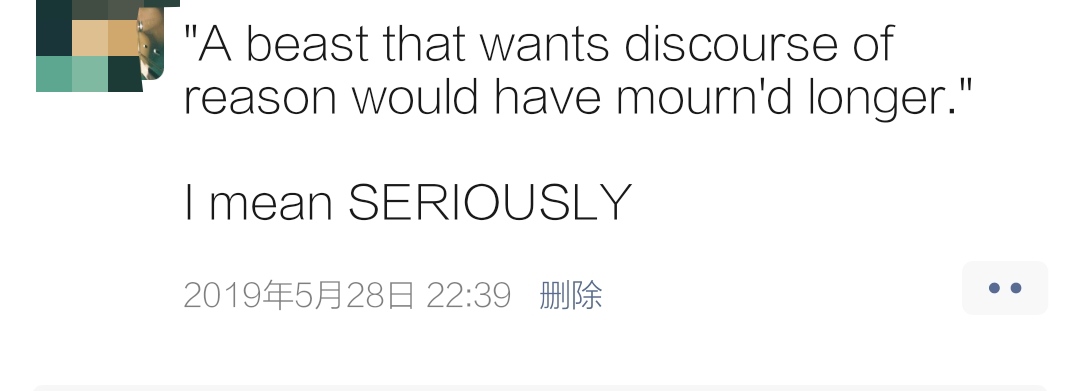 "A beast that wants discourse of
reason would have mourn'd longer."
I mean SERIOUSLY
2019年5月28日 22:39 删除